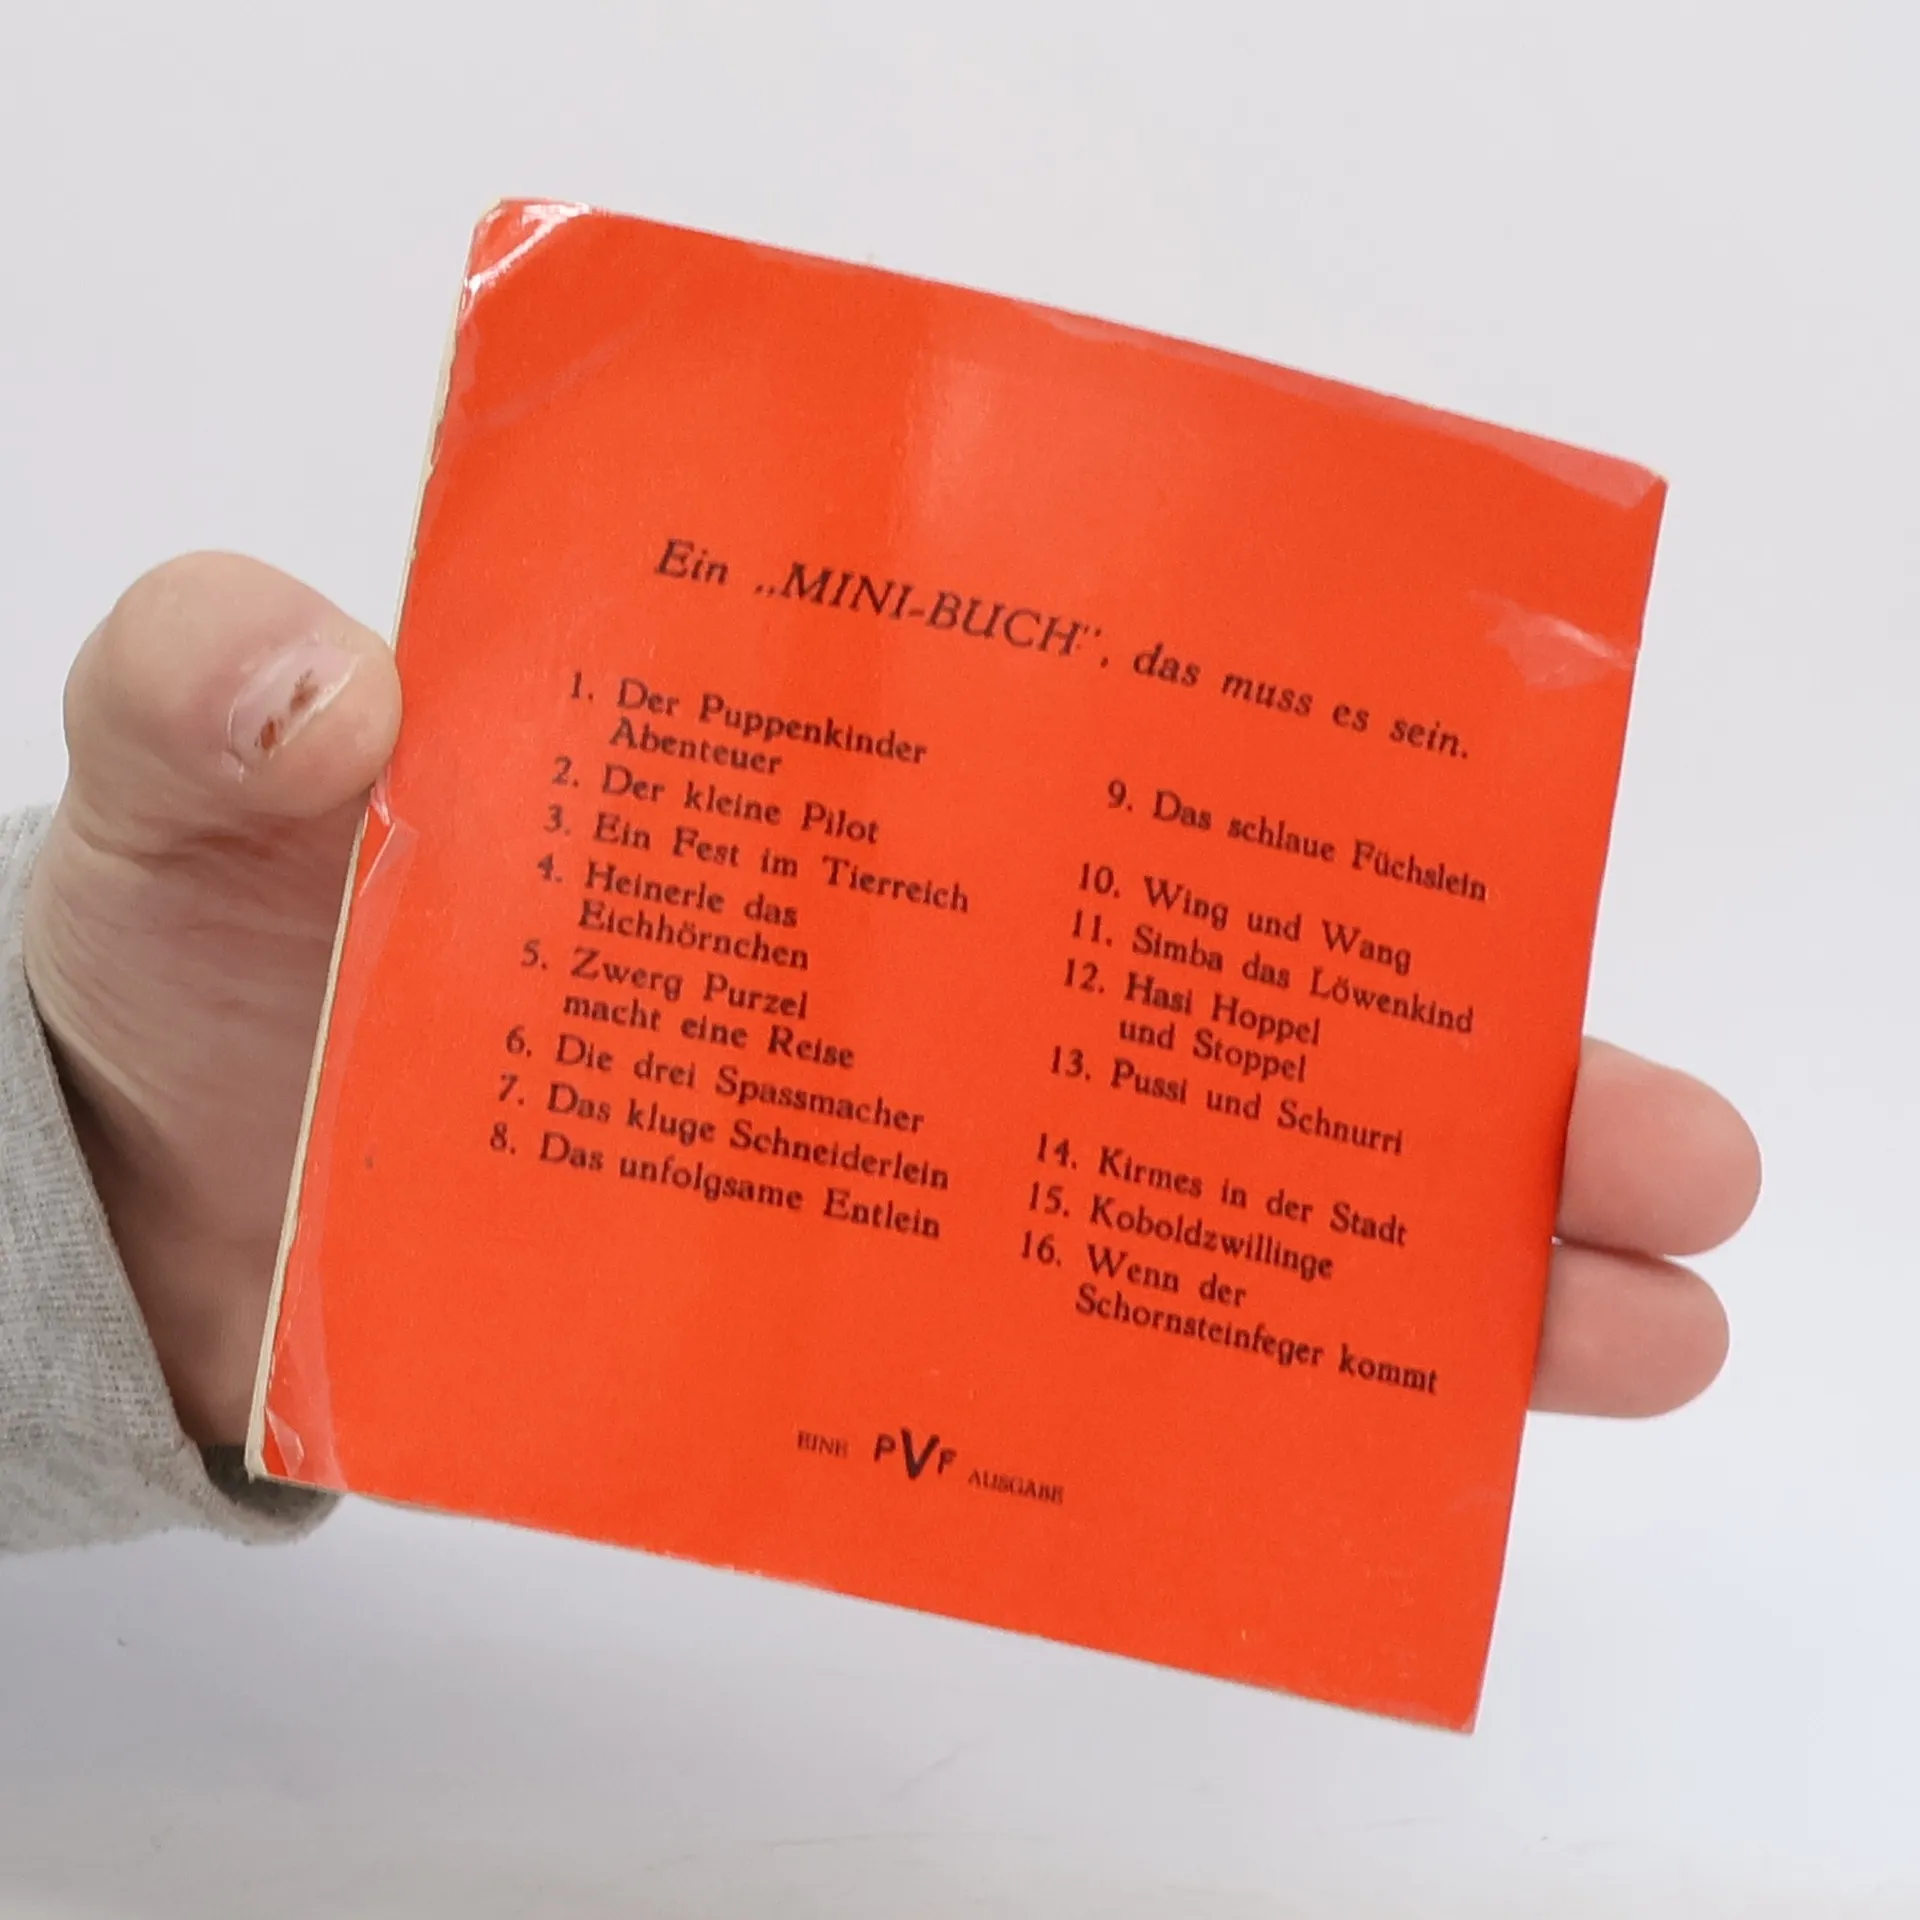 Ein „MINI-BUCH“, das muss es sein.
1. Der Puppenkinder
Abenteuer
2. Der kleine Pilot
3. Ein Fest im Tierreich
4. Heinerle das
Eichhörnchen
5. Zwerg Purzel
macht eine Reise
6. Die drei Spassmacher
7. Das kluge Schneiderlein
8. Das unfolgsame Entlein
9. Das schlaue Füchslein
10. Wing und Wang
11. Simba das Löwenkind
12. Hasi Hoppel
und Stoppel
13. Pussi und Schnurri
14. Kirmes in der Stadt
15. Koboldzwillinge
16. Wenn der
Schornsteinfeger kommt
EINE PVF AUSGABE